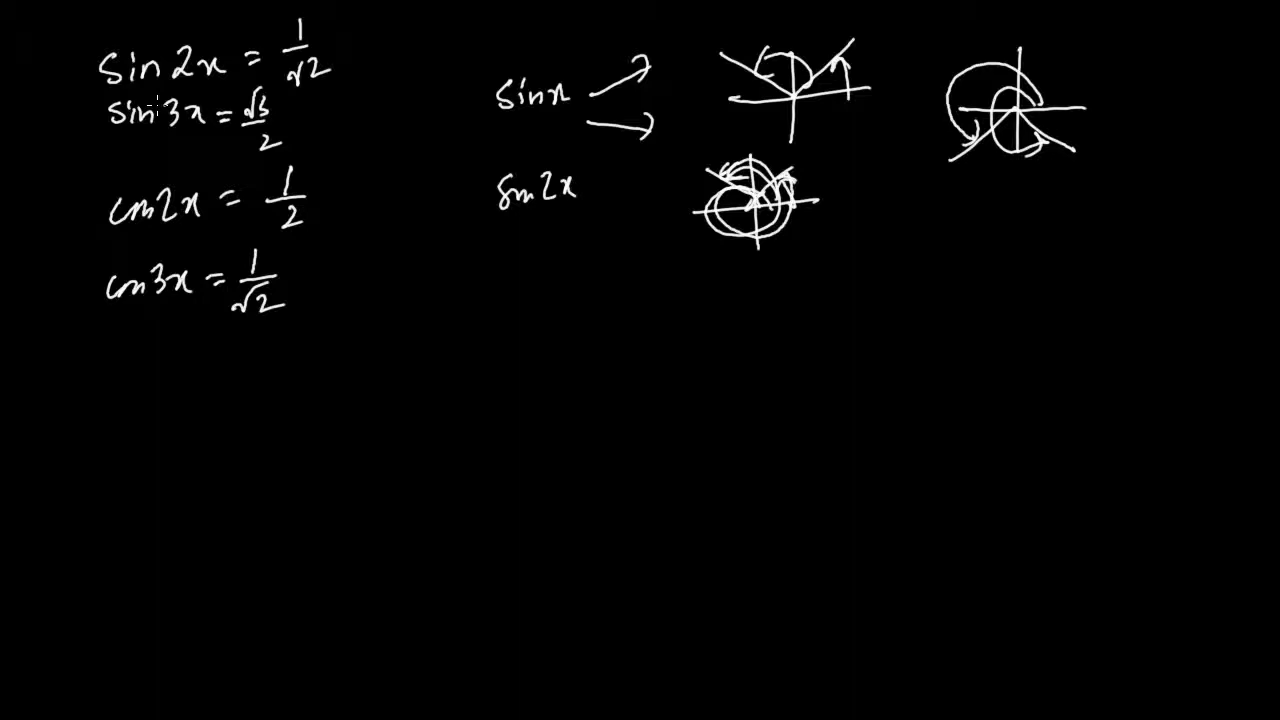 sin 2x = 1/√2
sin 3x = √3/2
cos 2x = 1/2
cos 3x = 1/√2
sin x
sin 2x